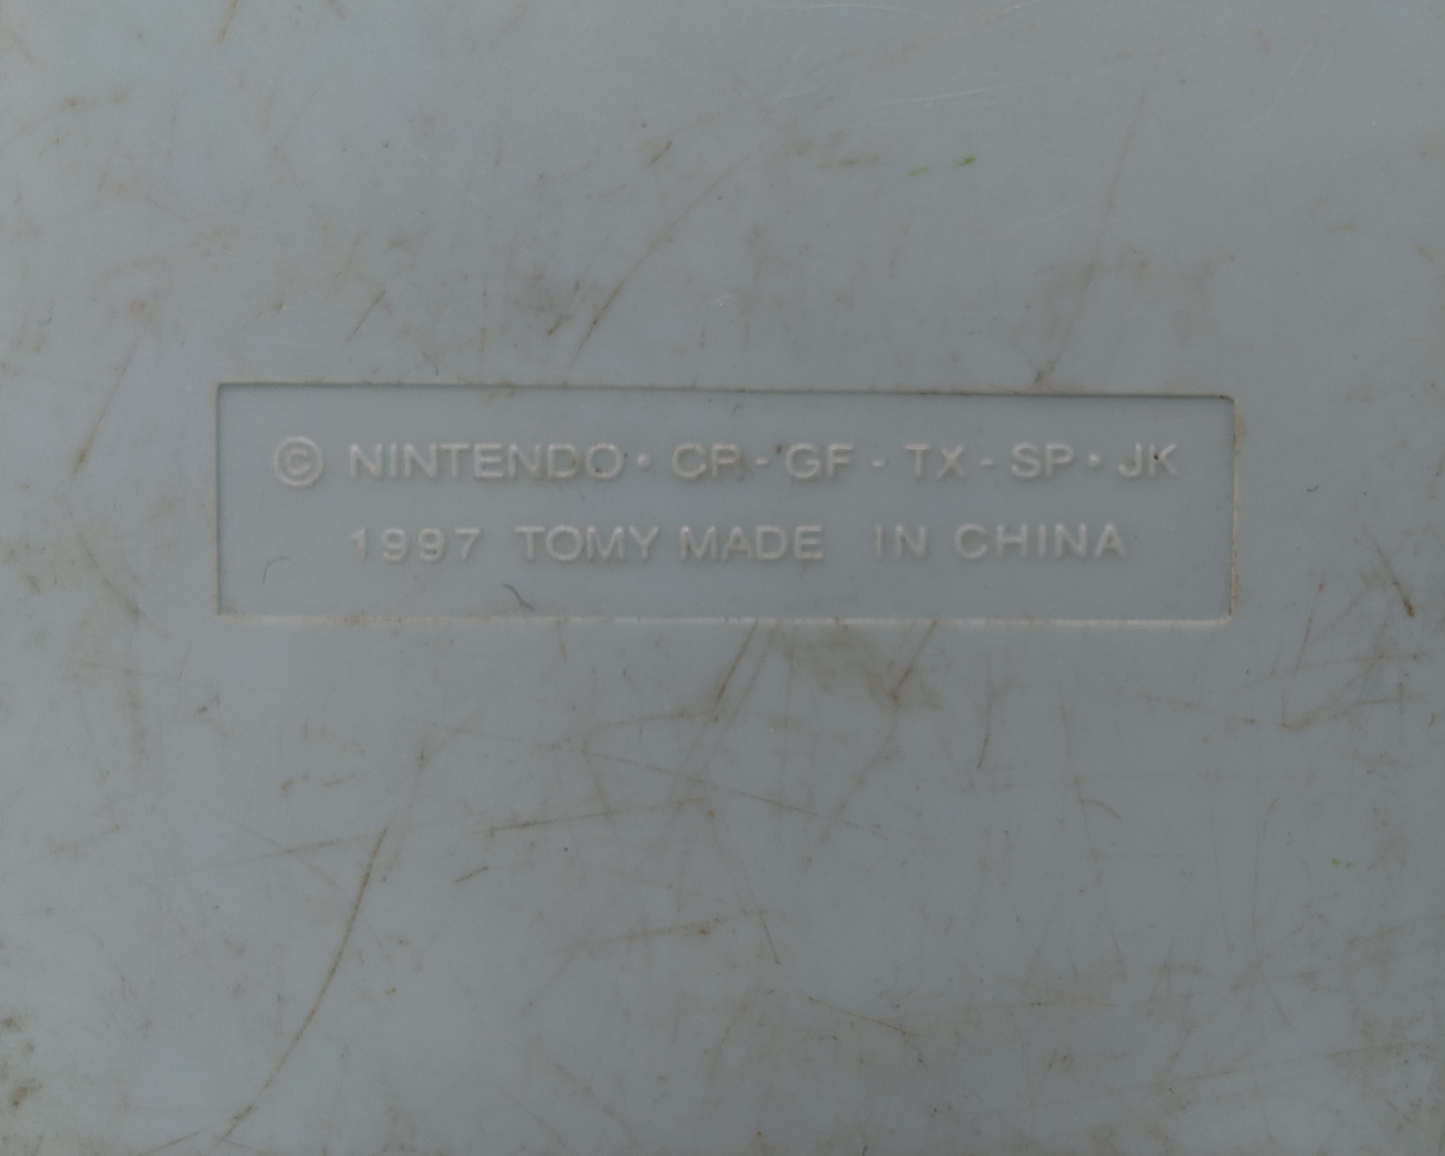 © NINTENDO・CR-GF-TX-SP・JK
1997 TOMY MADE IN CHINA